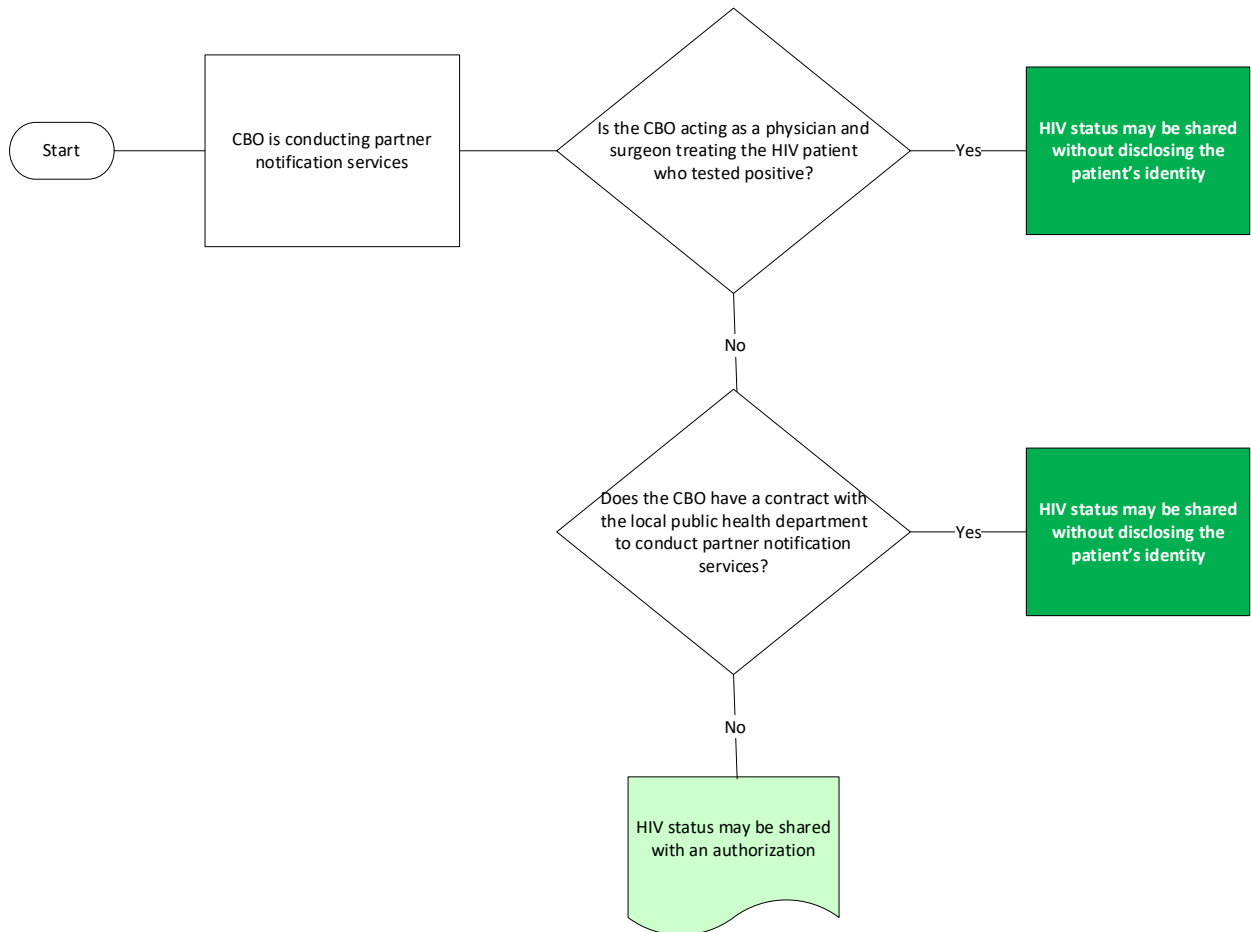 Start
CBO is conducting partner
notification services
Is the CBO acting as a physician and
surgeon treating the HIV patient
who tested positive?
Yes
HIV status may be shared
without disclosing the
patient’s identity
No
Does the CBO have a contract with
the local public health department
to conduct partner notification
services?
Yes
HIV status may be shared
without disclosing the
patient’s identity
No
HIV status may be shared
with an authorization